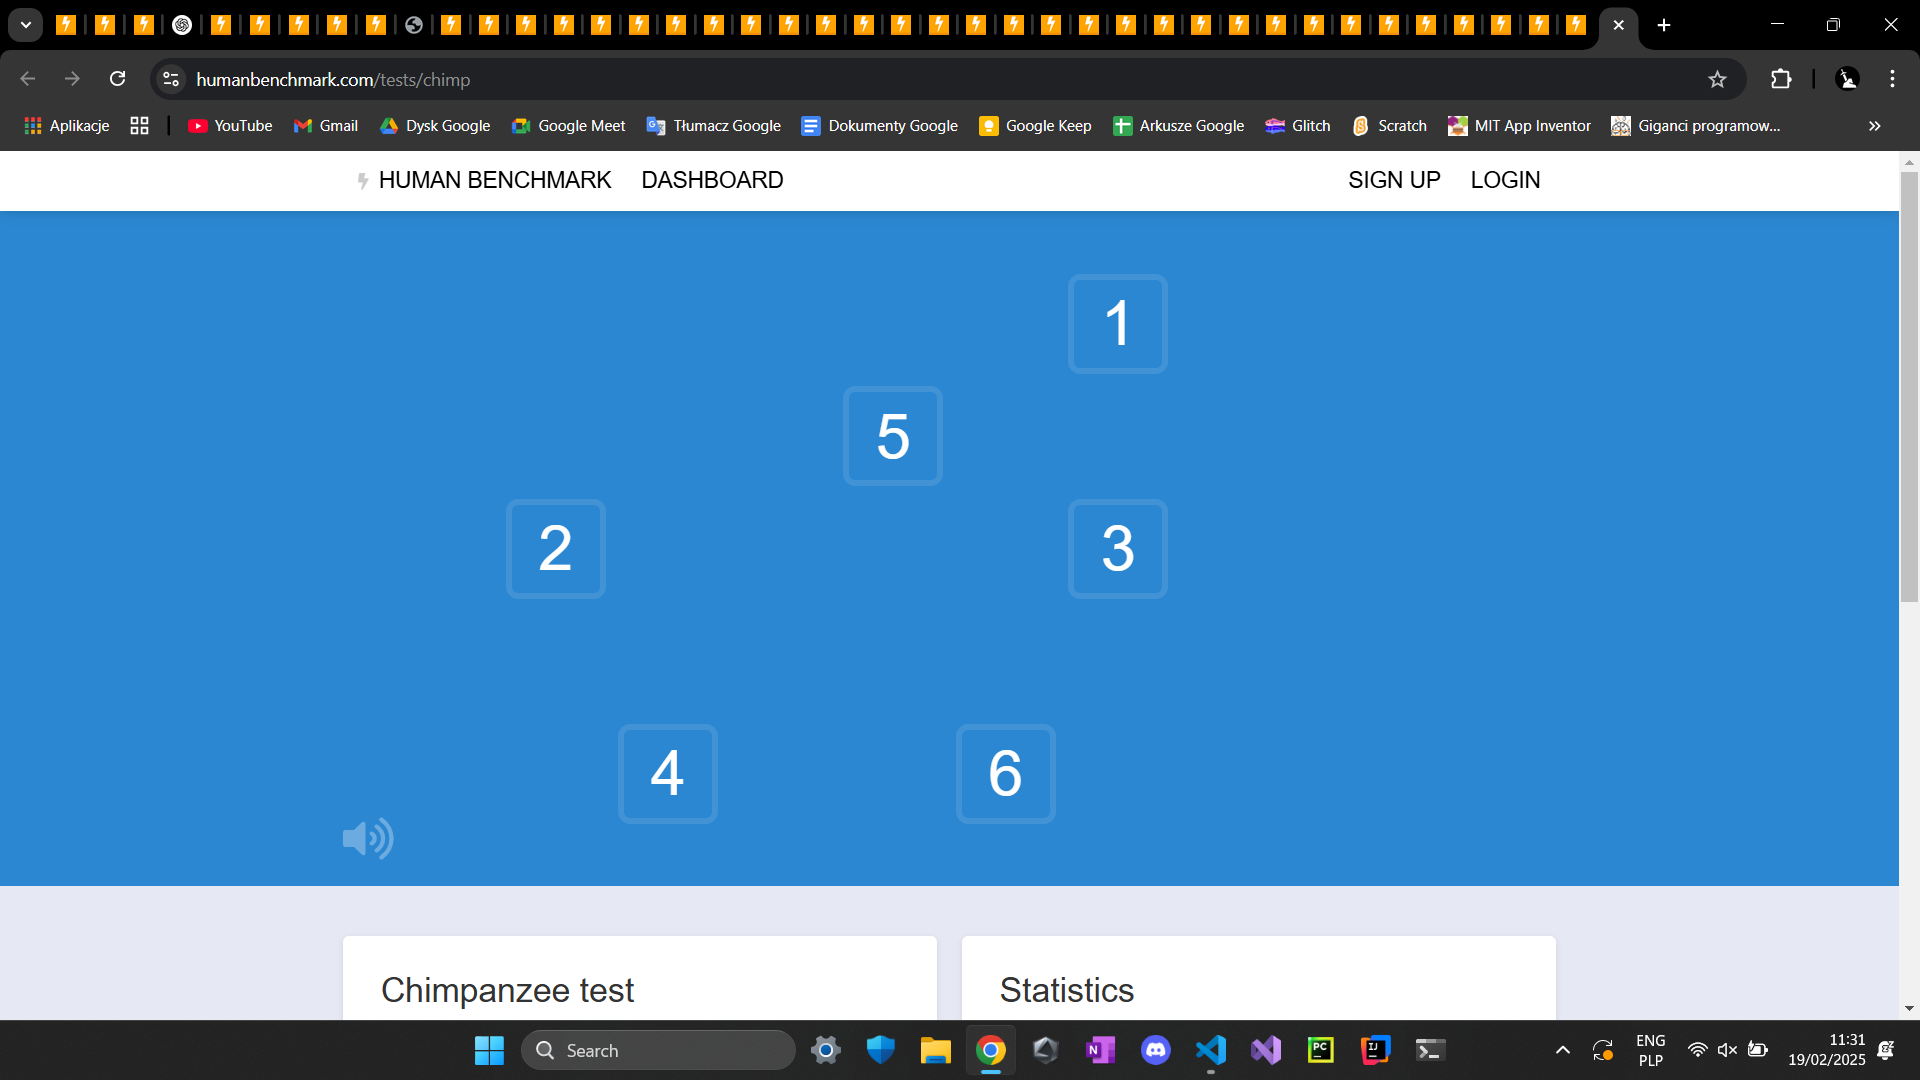 humanbenchmark.com/tests/chimp
Aplikacje YouTube Gmail Dysk Google Google Meet Tłumacz Google Dokumenty Google Google Keep Arkusze Google Glitch Scratch MIT App Inventor Giganci programow...
HUMAN BENCHMARK DASHBOARD SIGN UP LOGIN
1
5
2 3
4 6
Chimpanzee test Statistics
Search
ENG
PLP
11:31
19/02/2025